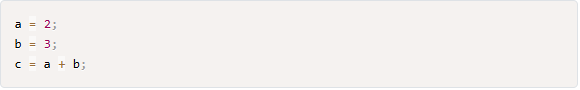 a = 2;
b = 3;
c = a + b;